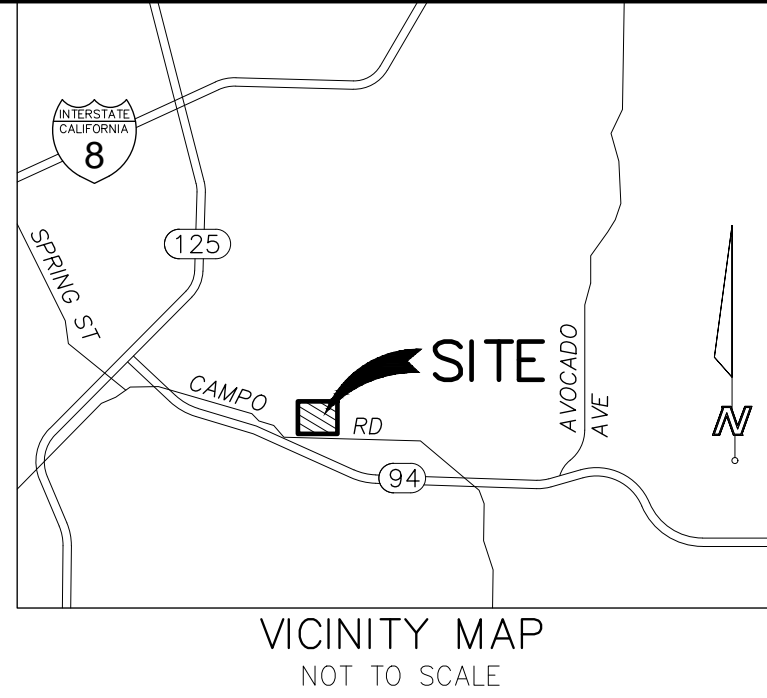 INTERSTATE
CALIFORNIA
8
125
SPRING ST
SITE
AVOCADO
AVE
CAMPO
RD
N
94
VICINITY MAP
NOT TO SCALE